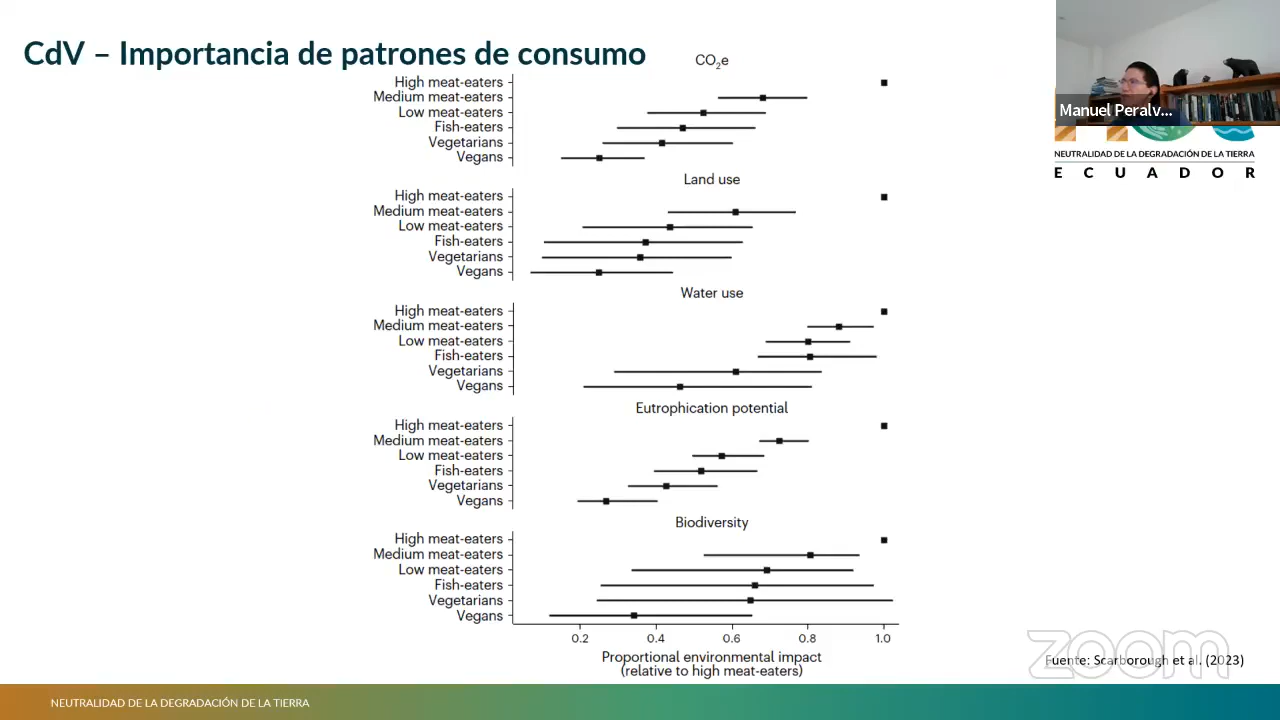 CdV – Importancia de patrones de consumo
CO2e
High meat-eaters
Medium meat-eaters
Low meat-eaters
Fish-eaters
Vegetarians
Vegans
Land use
High meat-eaters
Medium meat-eaters
Low meat-eaters
Fish-eaters
Vegetarians
Vegans
Water use
High meat-eaters
Medium meat-eaters
Low meat-eaters
Fish-eaters
Vegetarians
Vegans
Eutrophication potential
High meat-eaters
Medium meat-eaters
Low meat-eaters
Fish-eaters
Vegetarians
Vegans
Biodiversity
High meat-eaters
Medium meat-eaters
Low meat-eaters
Fish-eaters
Vegetarians
Vegans
0.2 0.4 0.6 0.8 1.0
Proportional environmental impact
(relative to high meat-eaters)
Manuel Peralv...
NEUTRALIDAD DE LA DEGRADACIÓN DE LA TIERRA
ECUADOR
zoom
Fuente: Scarborough et al. (2023)
NEUTRALIDAD DE LA DEGRADACIÓN DE LA TIERRA